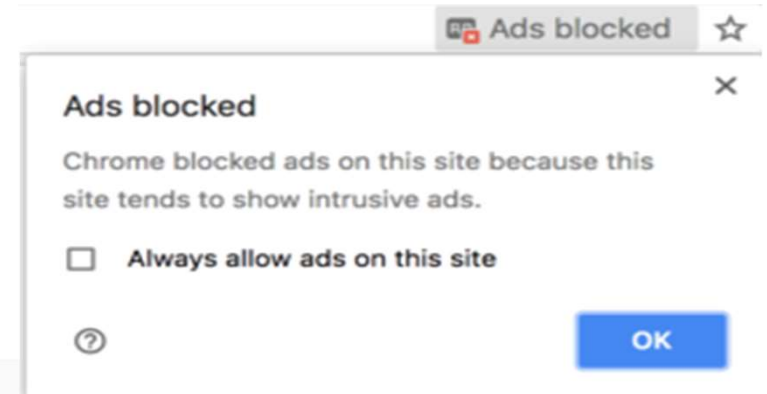 Ads blocked
Ads blocked
Chrome blocked ads on this site because this
site tends to show intrusive ads.
Always allow ads on this site
OK